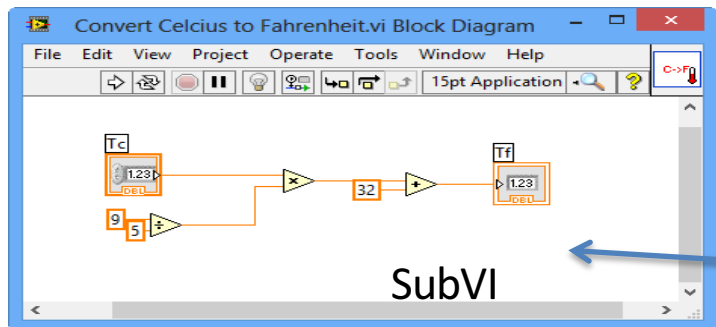 Convert Celcius to Fahrenheit.vi Block Diagram
File Edit View Project Operate Tools Window Help
15pt Application
C->F
Tc
1.23
DBL
9
5
32
Tf
1.23
DBL
SubVI